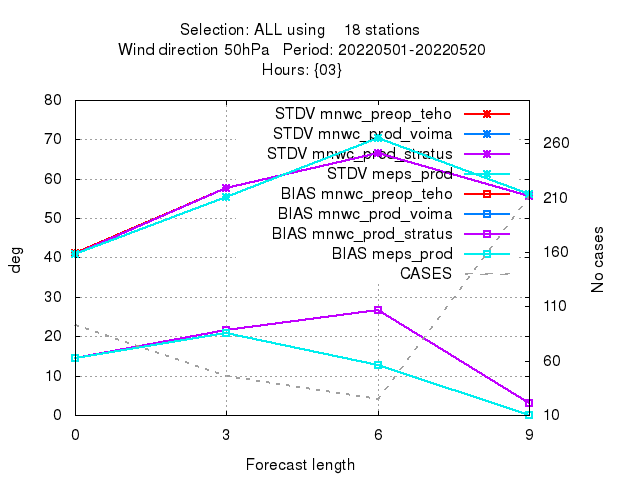 Selection: ALL using    18 stations
Wind direction 50hPa   Period: 20220501-20220520
Hours: {03}
80
70
60
50
40
30
20
10
0
deg
STDV mnwc_preop_teho
STDV mnwc_prod_voima
STDV mnwc_prod_stratus
STDV meps_prod
BIAS mnwc_preop_teho
BIAS mnwc_prod_voima
BIAS mnwc_prod_stratus
BIAS meps_prod
CASES
260
210
160
110
60
10
No cases
0 3 6 9
Forecast length